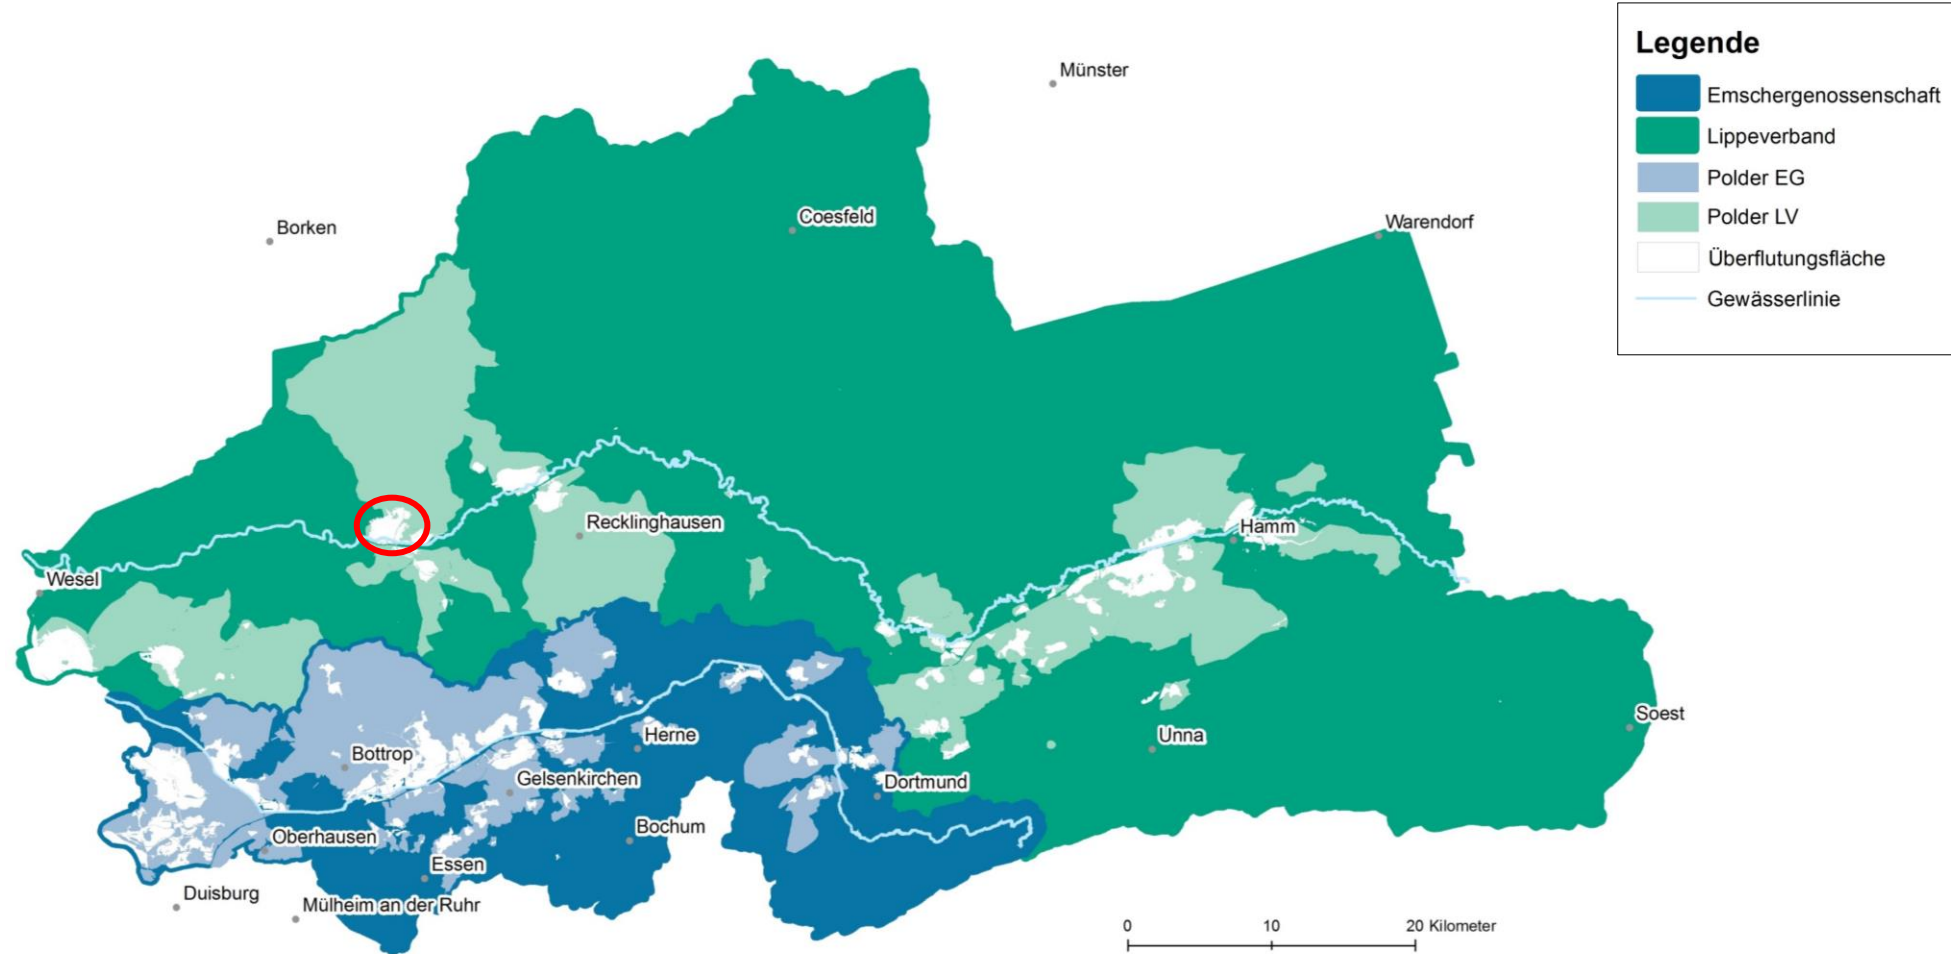 Legende
Emschergenossenschaft
Lippeverband
Polder EG
Polder LV
Überflutungsfläche
Gewässerlinie
Münster
Borken
Coesfeld
Warendorf
Recklinghausen
Hamm
Wesel
Soest
Unna
Herne
Bottrop
Gelsenkirchen
Dortmund
Bochum
Oberhausen
Essen
Duisburg
Mülheim an der Ruhr
0 10 20 Kilometer